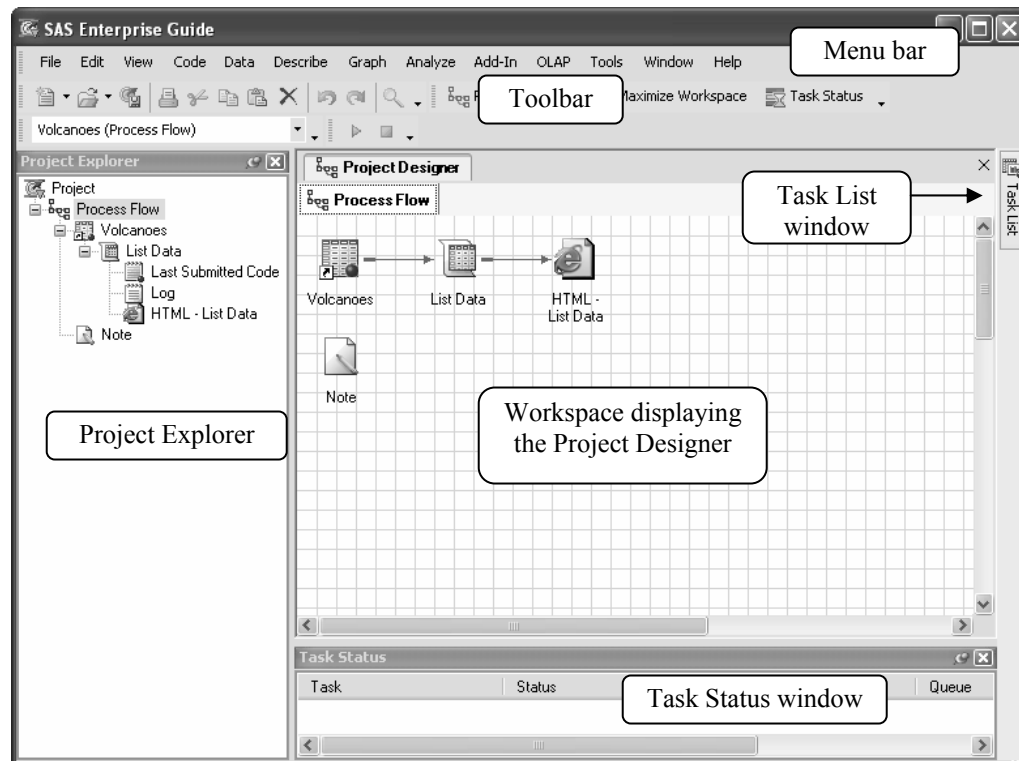 SAS Enterprise Guide
File Edit View Code Data Describe Graph Analyze Add-In OLAP Tools Window Help
Menu bar
Toolbar
Maximize Workspace Task Status
Volcanoes (Process Flow)
Project Explorer
Project
Process Flow
Volcanoes
List Data
Last Submitted Code
Log
HTML - List Data
Note
Project Explorer
Project Designer
Process Flow
Task List
window
Task List
Volcanoes
List Data
HTML -
List Data
Note
Workspace displaying
the Project Designer
Task Status
Task Status Queue
Task Status window